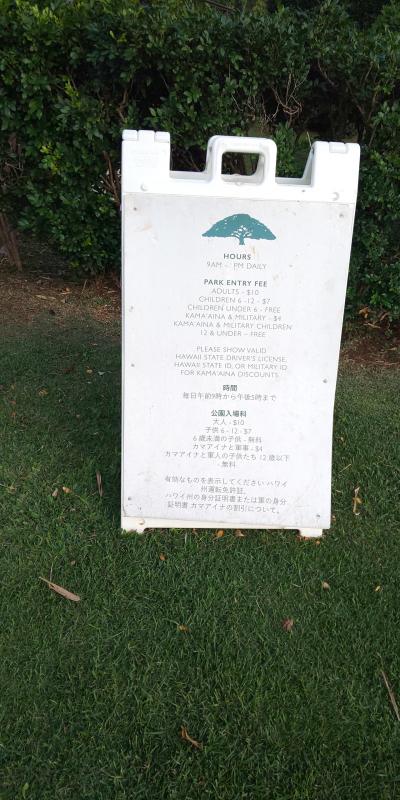 HOURS
9AM - PM DAILY
PARK ENTRY FEE
ADULTS - $10
CHILDREN 6 -12 - $7
CHILDREN UNDER 6 - FREE
KAMA'AINA & MILITARY - $4
KAMA'AINA & MILITARY CHILDREN
12 & UNDER - FREE
PLEASE SHOW VALID
HAWAII STATE DRIVER'S LICENSE,
HAWAII STATE ID, OR MILITARY ID
FOR KAMA'AINA DISCOUNTS
時間
毎日午前9時から午後5時まで
公園入場料
大人 - $10
子供 6 - 12 - $7
6 歳未満の子供 - 無料
カマアイナと軍事 - $4
カマアイナと軍人の子供たち 12 歳以下
- 無料
有効なものを表示してください ハワイ
州運転免許証、
ハワイ州の身分証明書または軍の身分
証明書 カマアイナの割引について。